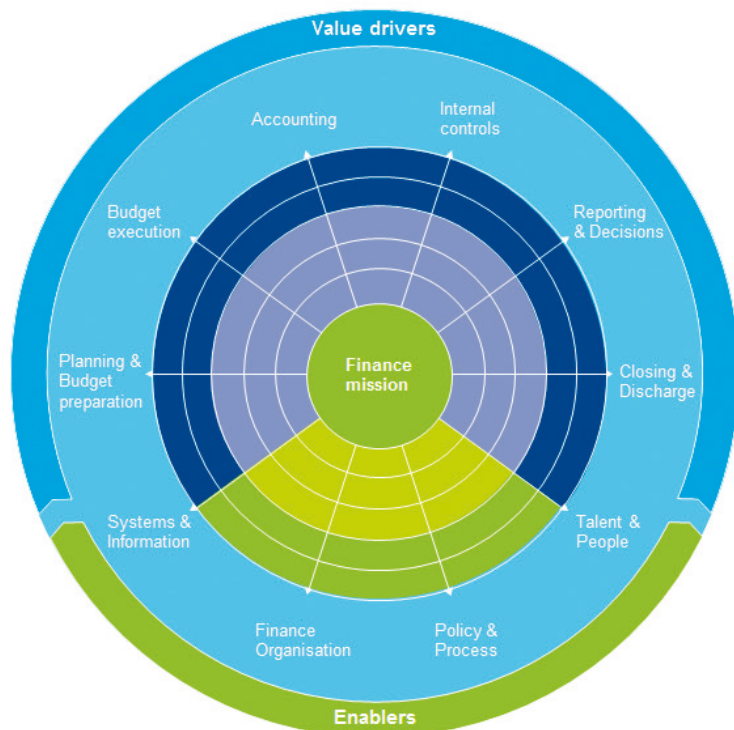 Value drivers
Accounting
Internal
controls
Budget
execution
Reporting
& Decisions
Planning &
Budget
preparation
Finance
mission
Closing &
Discharge
Systems &
Information
Talent &
People
Finance
Organisation
Policy &
Process
Enablers